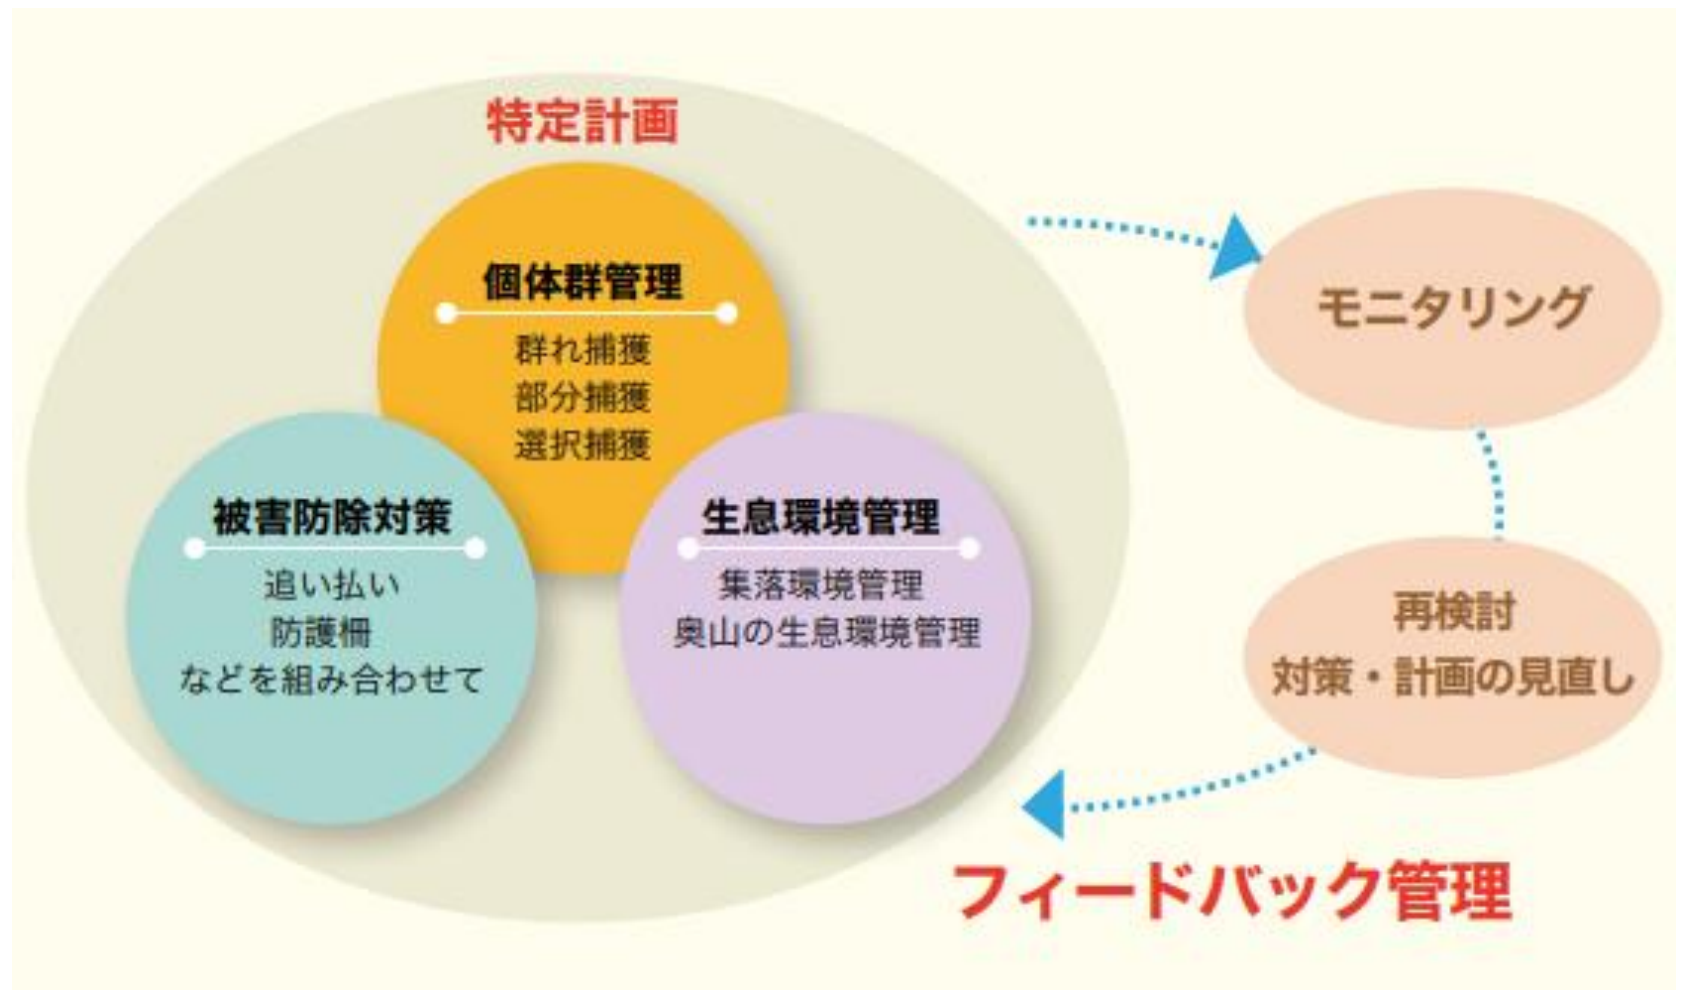 特定計画
個体群管理
群れ捕獲
部分捕獲
選択捕獲
被害防除対策
追い払い
防護柵
などを組み合わせて
生息環境管理
集落環境管理
奥山の生息環境管理
モニタリング
再検討
対策・計画の見直し
フィードバック管理